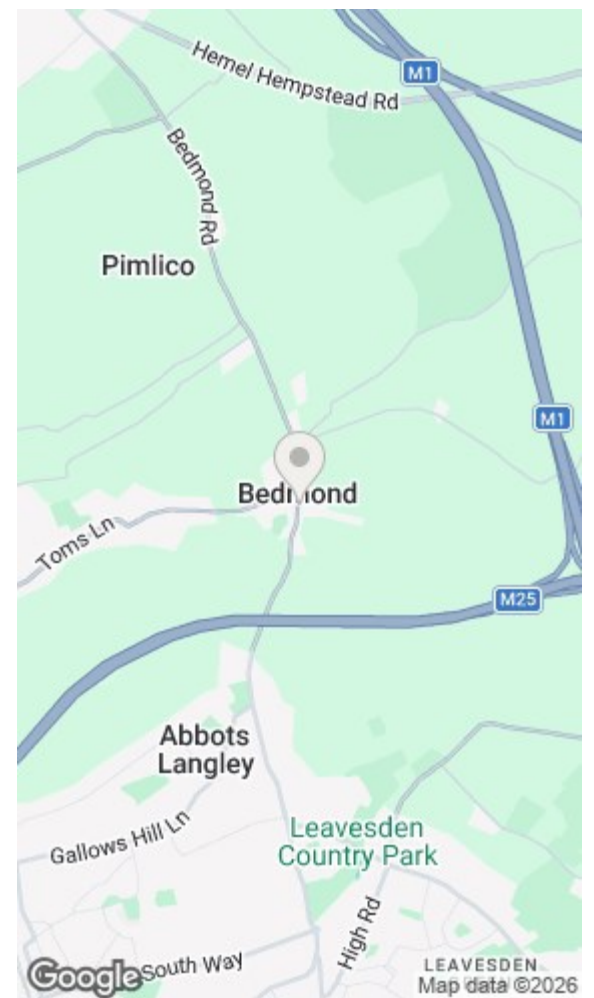 Hemel Hempstead Rd
M1
Bedmond Rd
Pimlico
M1
Bedmond
Toms Ln
M25
Abbots
Langley
Gallows Hill Ln
Leavesden
Country Park
High Rd
South Way
LEAVESDEN
Google
Map data ©2026